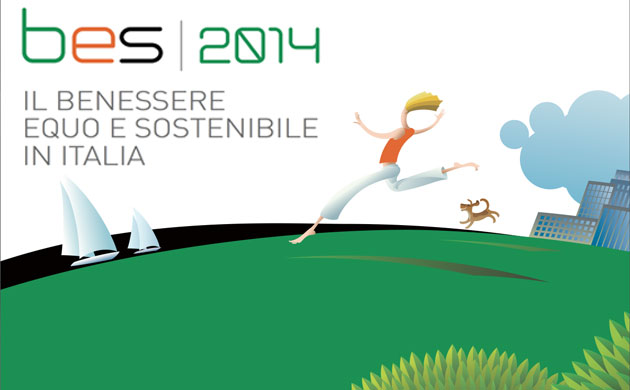 bes | 2014
IL BENESSERE
EQUO E SOSTENIBILE
IN ITALIA